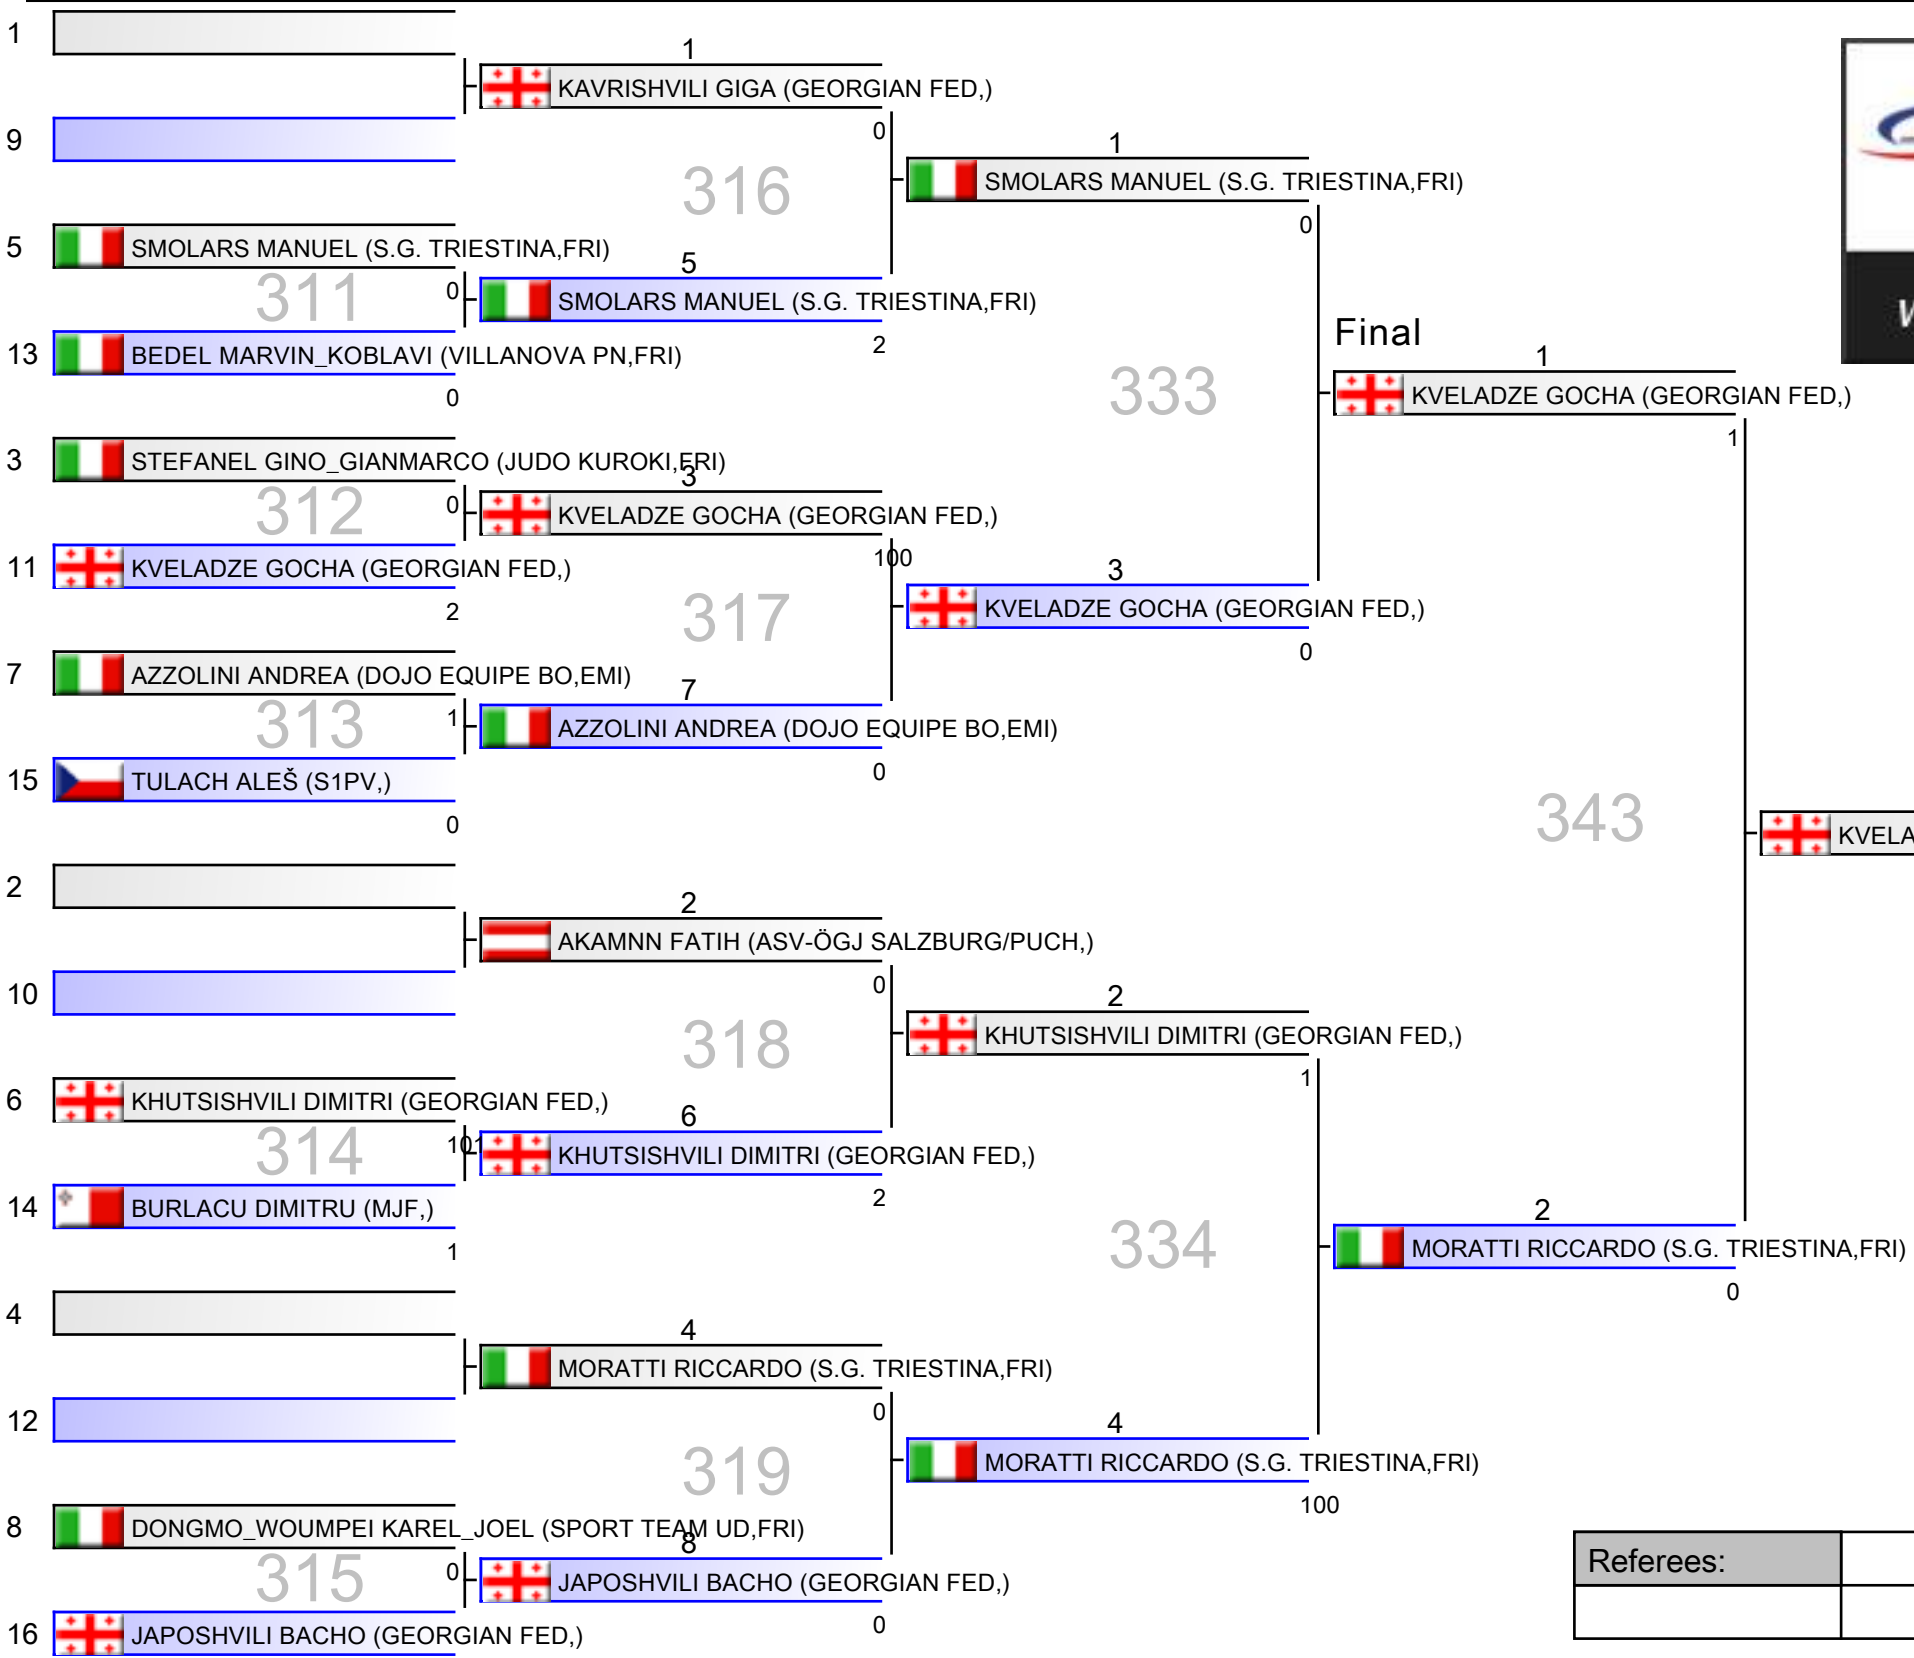 1
1
KAVRISHVILI GIGA (GEORGIAN FED,)
0
9
316
1
SMOLARS MANUEL (S.G. TRIESTINA,FRI)
0
5 SMOLARS MANUEL (S.G. TRIESTINA,FRI)
311
0
5
SMOLARS MANUEL (S.G. TRIESTINA,FRI)
2
13 BEDEL MARVIN_KOBLAVI (VILLANOVA PN,FRI)
0
333
Final
1
KVELADZE GOCHA (GEORGIAN FED,)
1
3 STEFANEL GINO_GIANMARCO (JUDO KUROKI,FRI)
312
0
3
KVELADZE GOCHA (GEORGIAN FED,)
100
11 KVELADZE GOCHA (GEORGIAN FED,)
2
317
3
KVELADZE GOCHA (GEORGIAN FED,)
0
7 AZZOLINI ANDREA (DOJO EQUIPE BO,EMI)
313
1
7
AZZOLINI ANDREA (DOJO EQUIPE BO,EMI)
0
15 TULACH ALEŠ (S1PV,)
0
343
KVELA
2
2
AKAMNN FATIH (ASV-ÖGJ SALZBURG/PUCH,)
0
10
318
2
KHUTSISHVILI DIMITRI (GEORGIAN FED,)
1
6 KHUTSISHVILI DIMITRI (GEORGIAN FED,)
314
101
6
KHUTSISHVILI DIMITRI (GEORGIAN FED,)
2
14 BURLACU DIMITRU (MJF,)
1
334
2
MORATTI RICCARDO (S.G. TRIESTINA,FRI)
0
4
4
MORATTI RICCARDO (S.G. TRIESTINA,FRI)
0
12
319
4
MORATTI RICCARDO (S.G. TRIESTINA,FRI)
100
8 DONGMO_WOUMPEI KAREL_JOEL (SPORT TEAM UD,FRI)
315
0
8
JAPOSHVILI BACHO (GEORGIAN FED,)
0
16 JAPOSHVILI BACHO (GEORGIAN FED,)
Referees: